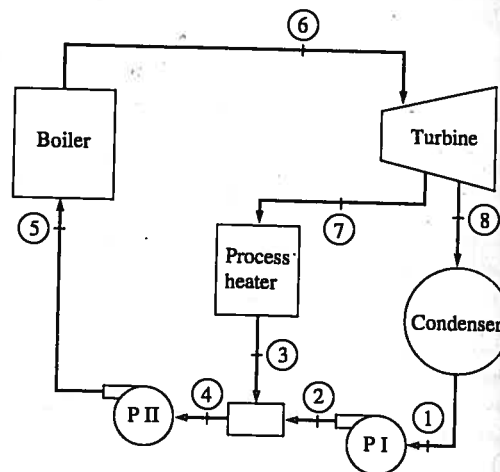 6
Boiler
Turbine
5
7
8
Process
heater
Condenser
3
4
2
1
P II
P I